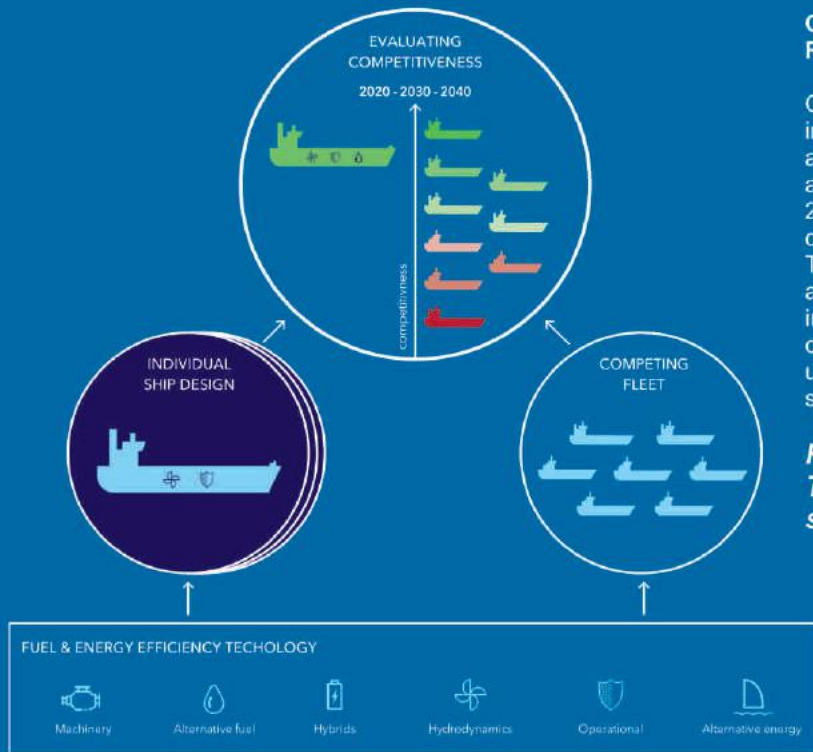 EVALUATING
COMPETITIVENESS
2020 - 2030 - 2040
competitivness
INDIVIDUAL
SHIP DESIGN
COMPETING
FLEET
FUEL & ENERGY EFFICIENCY TECHOLOGY
Machinery
Alternative fuel
Hybrids
Hydrodynamics
Operational
Alternative energy